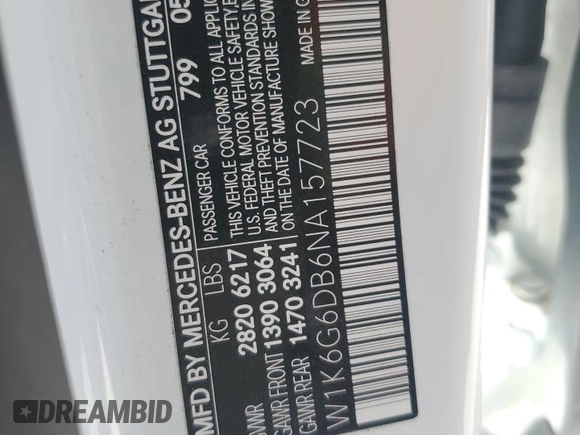 MFD BY MERCEDES-BENZ AG STUTTGA
799 05
KG LBS PASSENGER CAR
GVWR 2820 6217 THIS VEHICLE CONFORMS TO ALL APPLI
U.S. FEDERAL MOTOR VEHICLE SAFETY, B
GAWR FRONT 1390 3064 AND THEFT PREVENTION STANDARDS IN
GAWR REAR 1470 3241 ON THE DATE OF MANUFACTURE SHOW
W1K6G6DB6NA157723 MADE IN G
DREAMBID